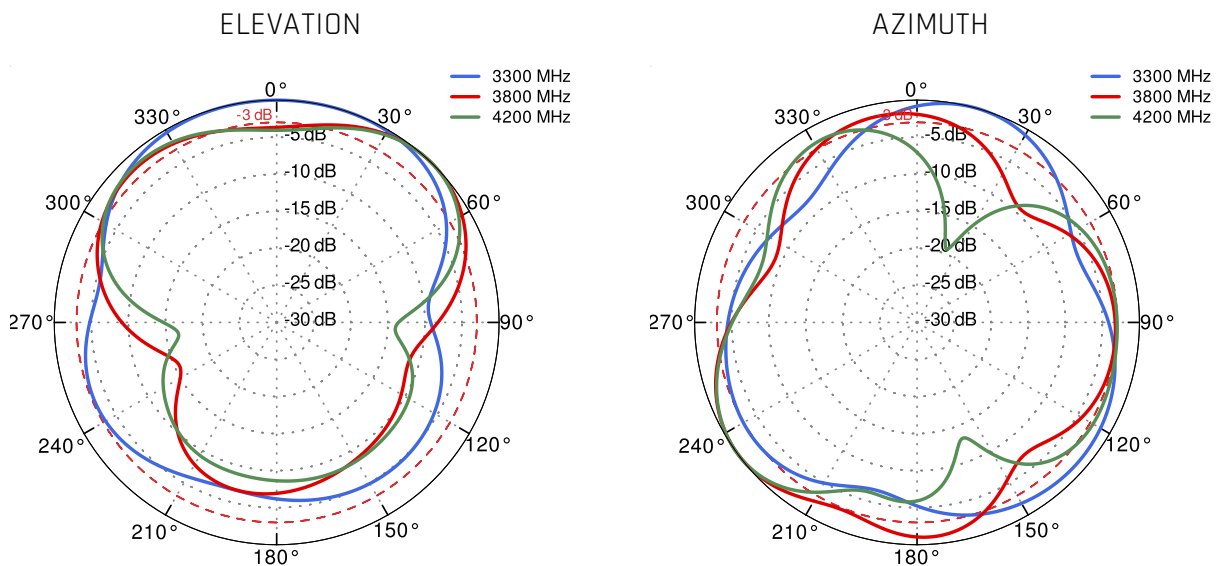 ELEVATION
3300 MHz
3800 MHz
4200 MHz
0°
30°
60°
90°
120°
150°
180°
210°
240°
270°
300°
330°
-3 dB
-5 dB
-10 dB
-15 dB
-20 dB
-25 dB
-30 dB
AZIMUTH
3300 MHz
3800 MHz
4200 MHz
0°
30°
60°
90°
120°
150°
180°
210°
240°
270°
300°
330°
-3 dB
-5 dB
-10 dB
-15 dB
-20 dB
-25 dB
-30 dB